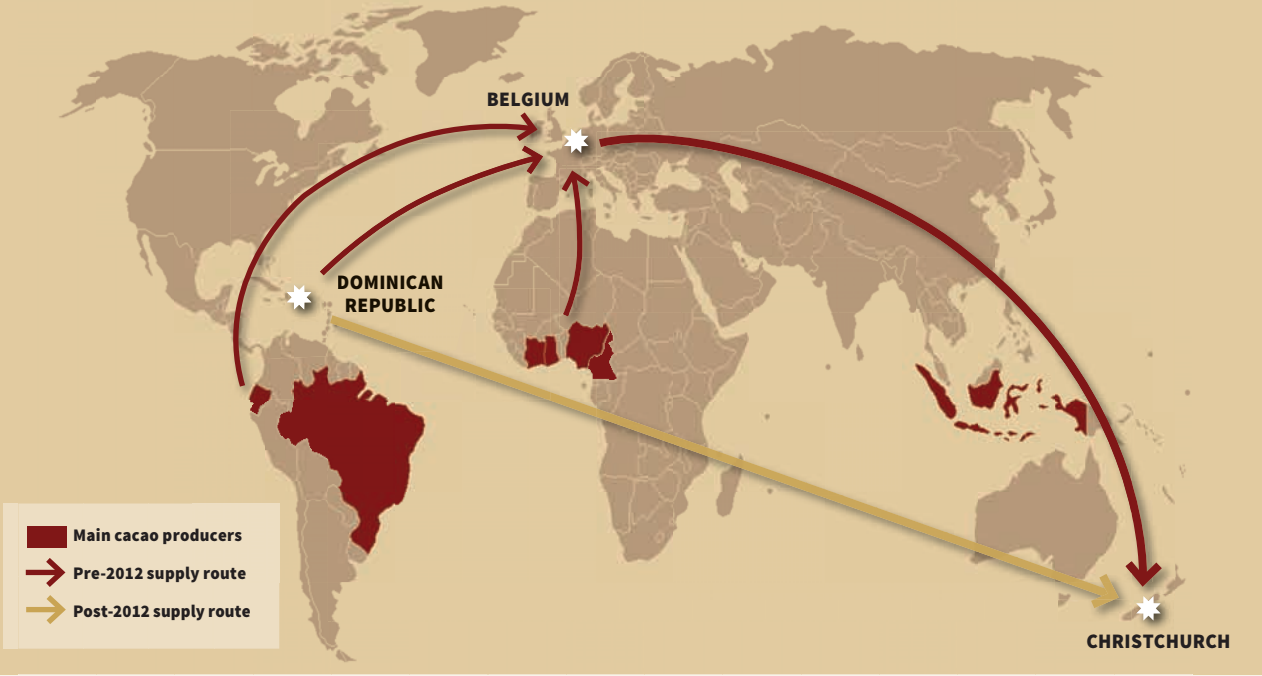 BELGIUM
DOMINICAN
REPUBLIC
Main cacao producers
Pre-2012 supply route
Post-2012 supply route
CHRISTCHURCH